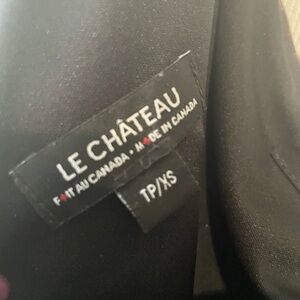 LE CHÂTEAU
FAIT AU CANADA • MADE IN CANADA
TP/XS